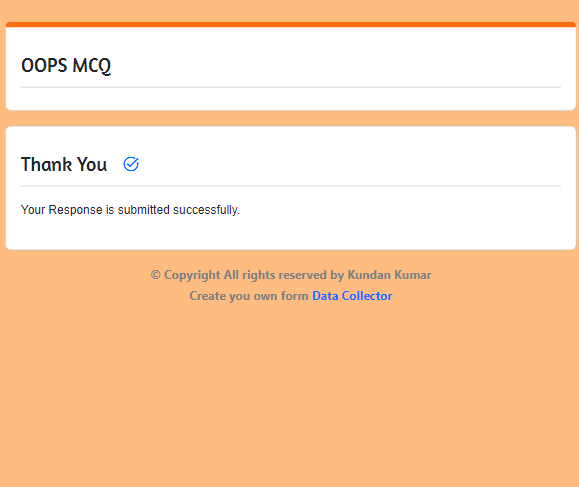 OOPS MCQ
Thank You
Your Response is submitted successfully.
© Copyright All rights reserved by Kundan Kumar
Create you own form Data Collector